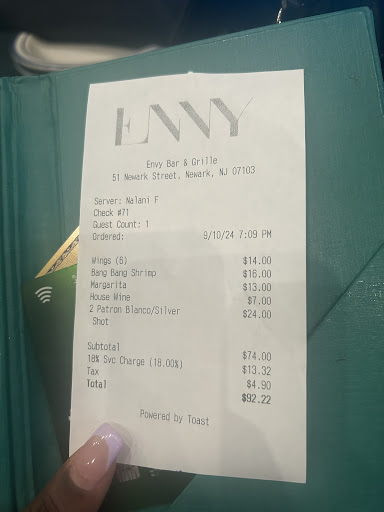 ENVY
Envy Bar & Grille
51 Newark Street. Newark, NJ 07103
Server: Nalani F
Check #71
Guest Count: 1
Ordered: 9/10/24 7:09 PM
Wings (6) $14.00
Bang Bang Shrimp $16.00
Margarita $13.00
House Wine $7.00
2 Patron Blanco/Silver $24.00
Shot
Subtotal $74.00
18% Svc Charge (18.00%) $13.32
Tax $4.90
Total $92.22
Powered by Toast